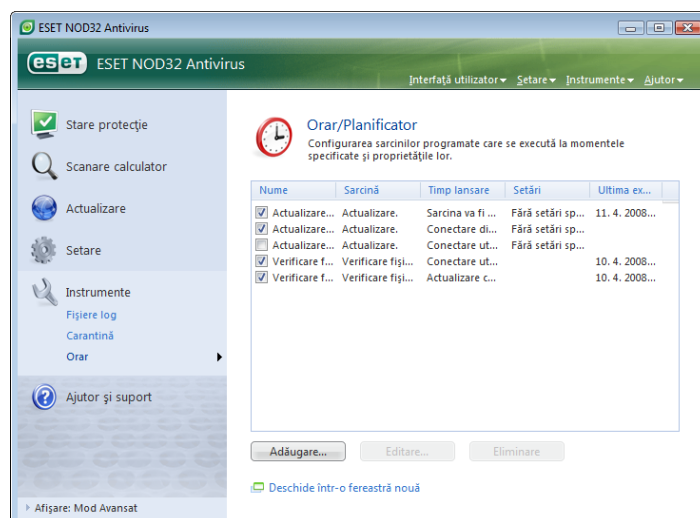 ESET NOD32 Antivirus
eset ESET NOD32 Antivirus
Interfață utilizator Setare Instrumente Ajutor
Stare protecție
Scanare calculator
Actualizare
Setare
Instrumente
Fișiere log
Carantină
Orar
Ajutor și suport
Afișare: Mod Avansat
Orar/Planificator
Configurarea sarcinilor programate care se execută la momentele
specificate și proprietățile lor.
Nume Sarcină Timp lansare Setări Ultima ex...
Actualizare... Actualizare. Sarcina va fi ... Fără setări sp... 11. 4. 2008...
Actualizare... Actualizare. Conectare di... Fără setări sp...
Actualizare... Actualizare. Conectare ut... Fără setări sp...
Verificare f... Verificare fiși... Conectare ut... 10. 4. 2008...
Verificare f... Verificare fiși... Actualizare c... 10. 4. 2008...
Adăugare... Editare... Eliminare
Deschide într-o fereastră nouă